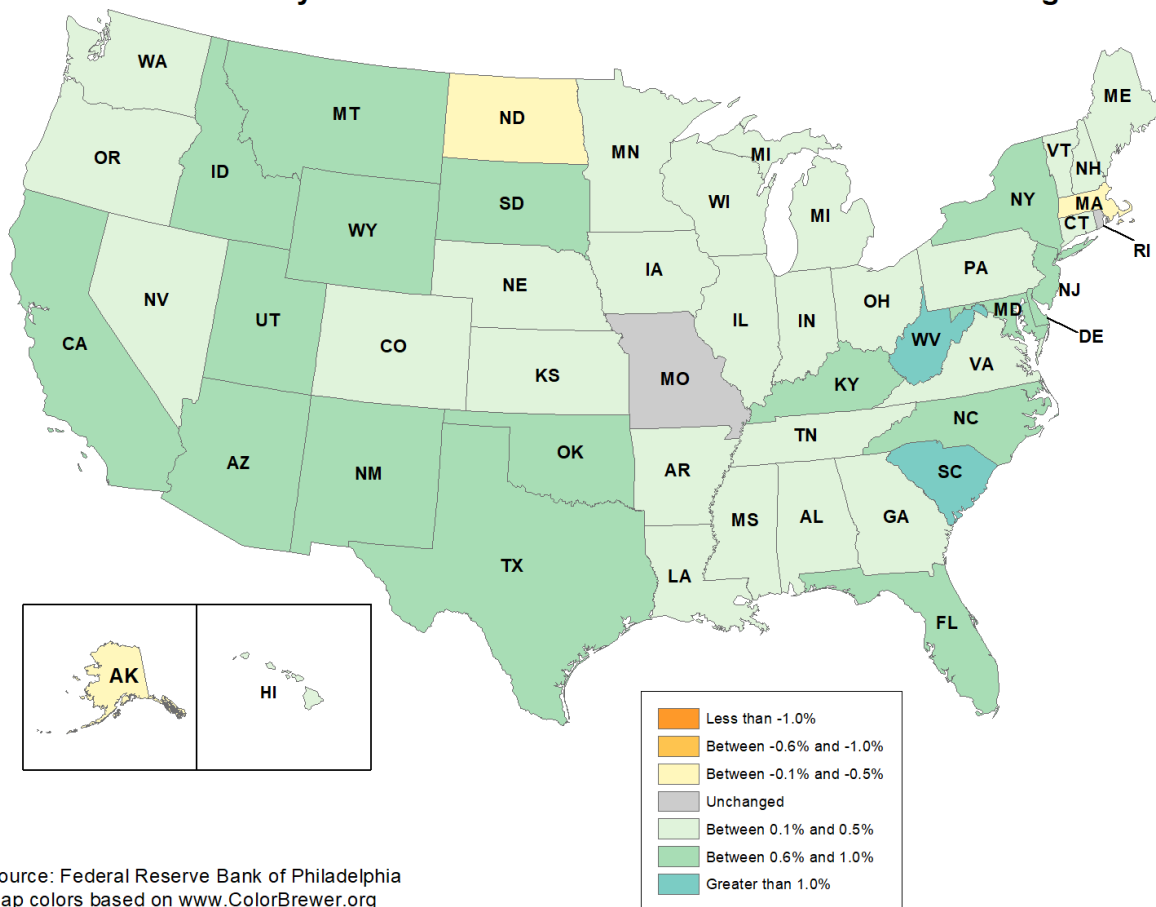 WA
ME
MT
ND
VT
MI
MN
OR
NH
ID
NY
SD
WI
MA
MI
CT
WY
RI
PA
IA
NE
NJ
NV
OH
MD
IL
IN
UT
DE
WV
CA
CO
VA
KS
MO
KY
NC
TN
OK
AZ
AR
SC
NM
MS
AL
GA
TX
LA
FL
AK
HI
Less than -1.0%
Between -0.6% and -1.0%
Between -0.1% and -0.5%
Unchanged
Between 0.1% and 0.5%
Between 0.6% and 1.0%
Greater than 1.0%
ource: Federal Reserve Bank of Philadelphia
ap colors based on www.ColorBrewer.org